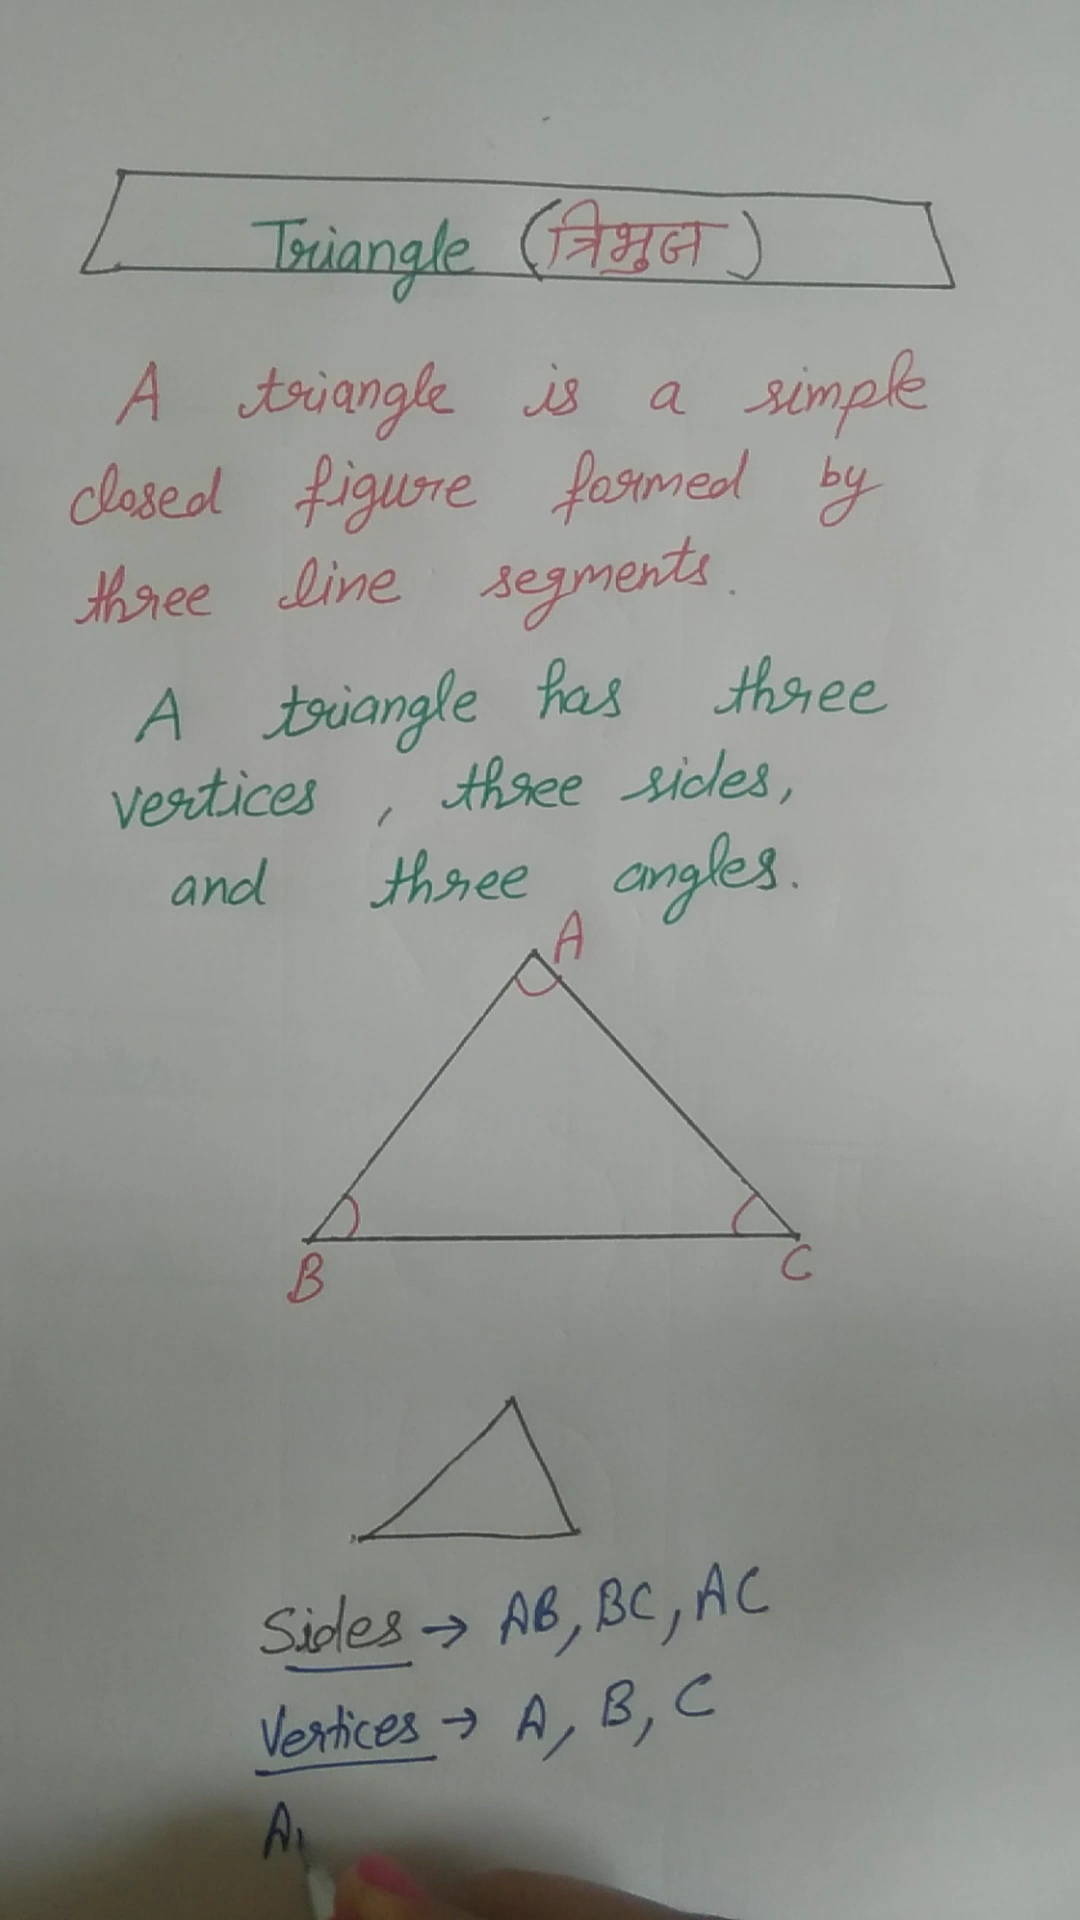 Triangle (त्रिभुज)
A triangle is a simple
closed figure formed by
three line segments.
A triangle has three
vertices, three sides,
and three angles.
A
B
C
Sides → AB, BC, AC
Vertices → A, B, C